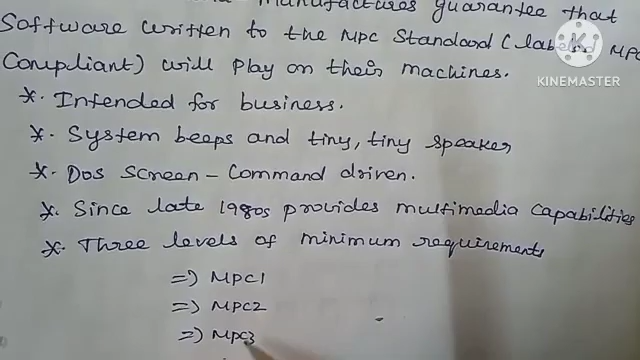 manufactures guarantee that
Software written to the MPC Standard (labeled MPC
Compliant) will play on their machines.
*. Intended for business.
*. System beeps and tiny, tiny speaker
*. Dos Screen - Command driven.
*. Since late 1980s provides multimedia Capabilities
*. Three levels of minimum requirements
=> MPC1
=> MPC2
=> MPC3
KINEMASTER